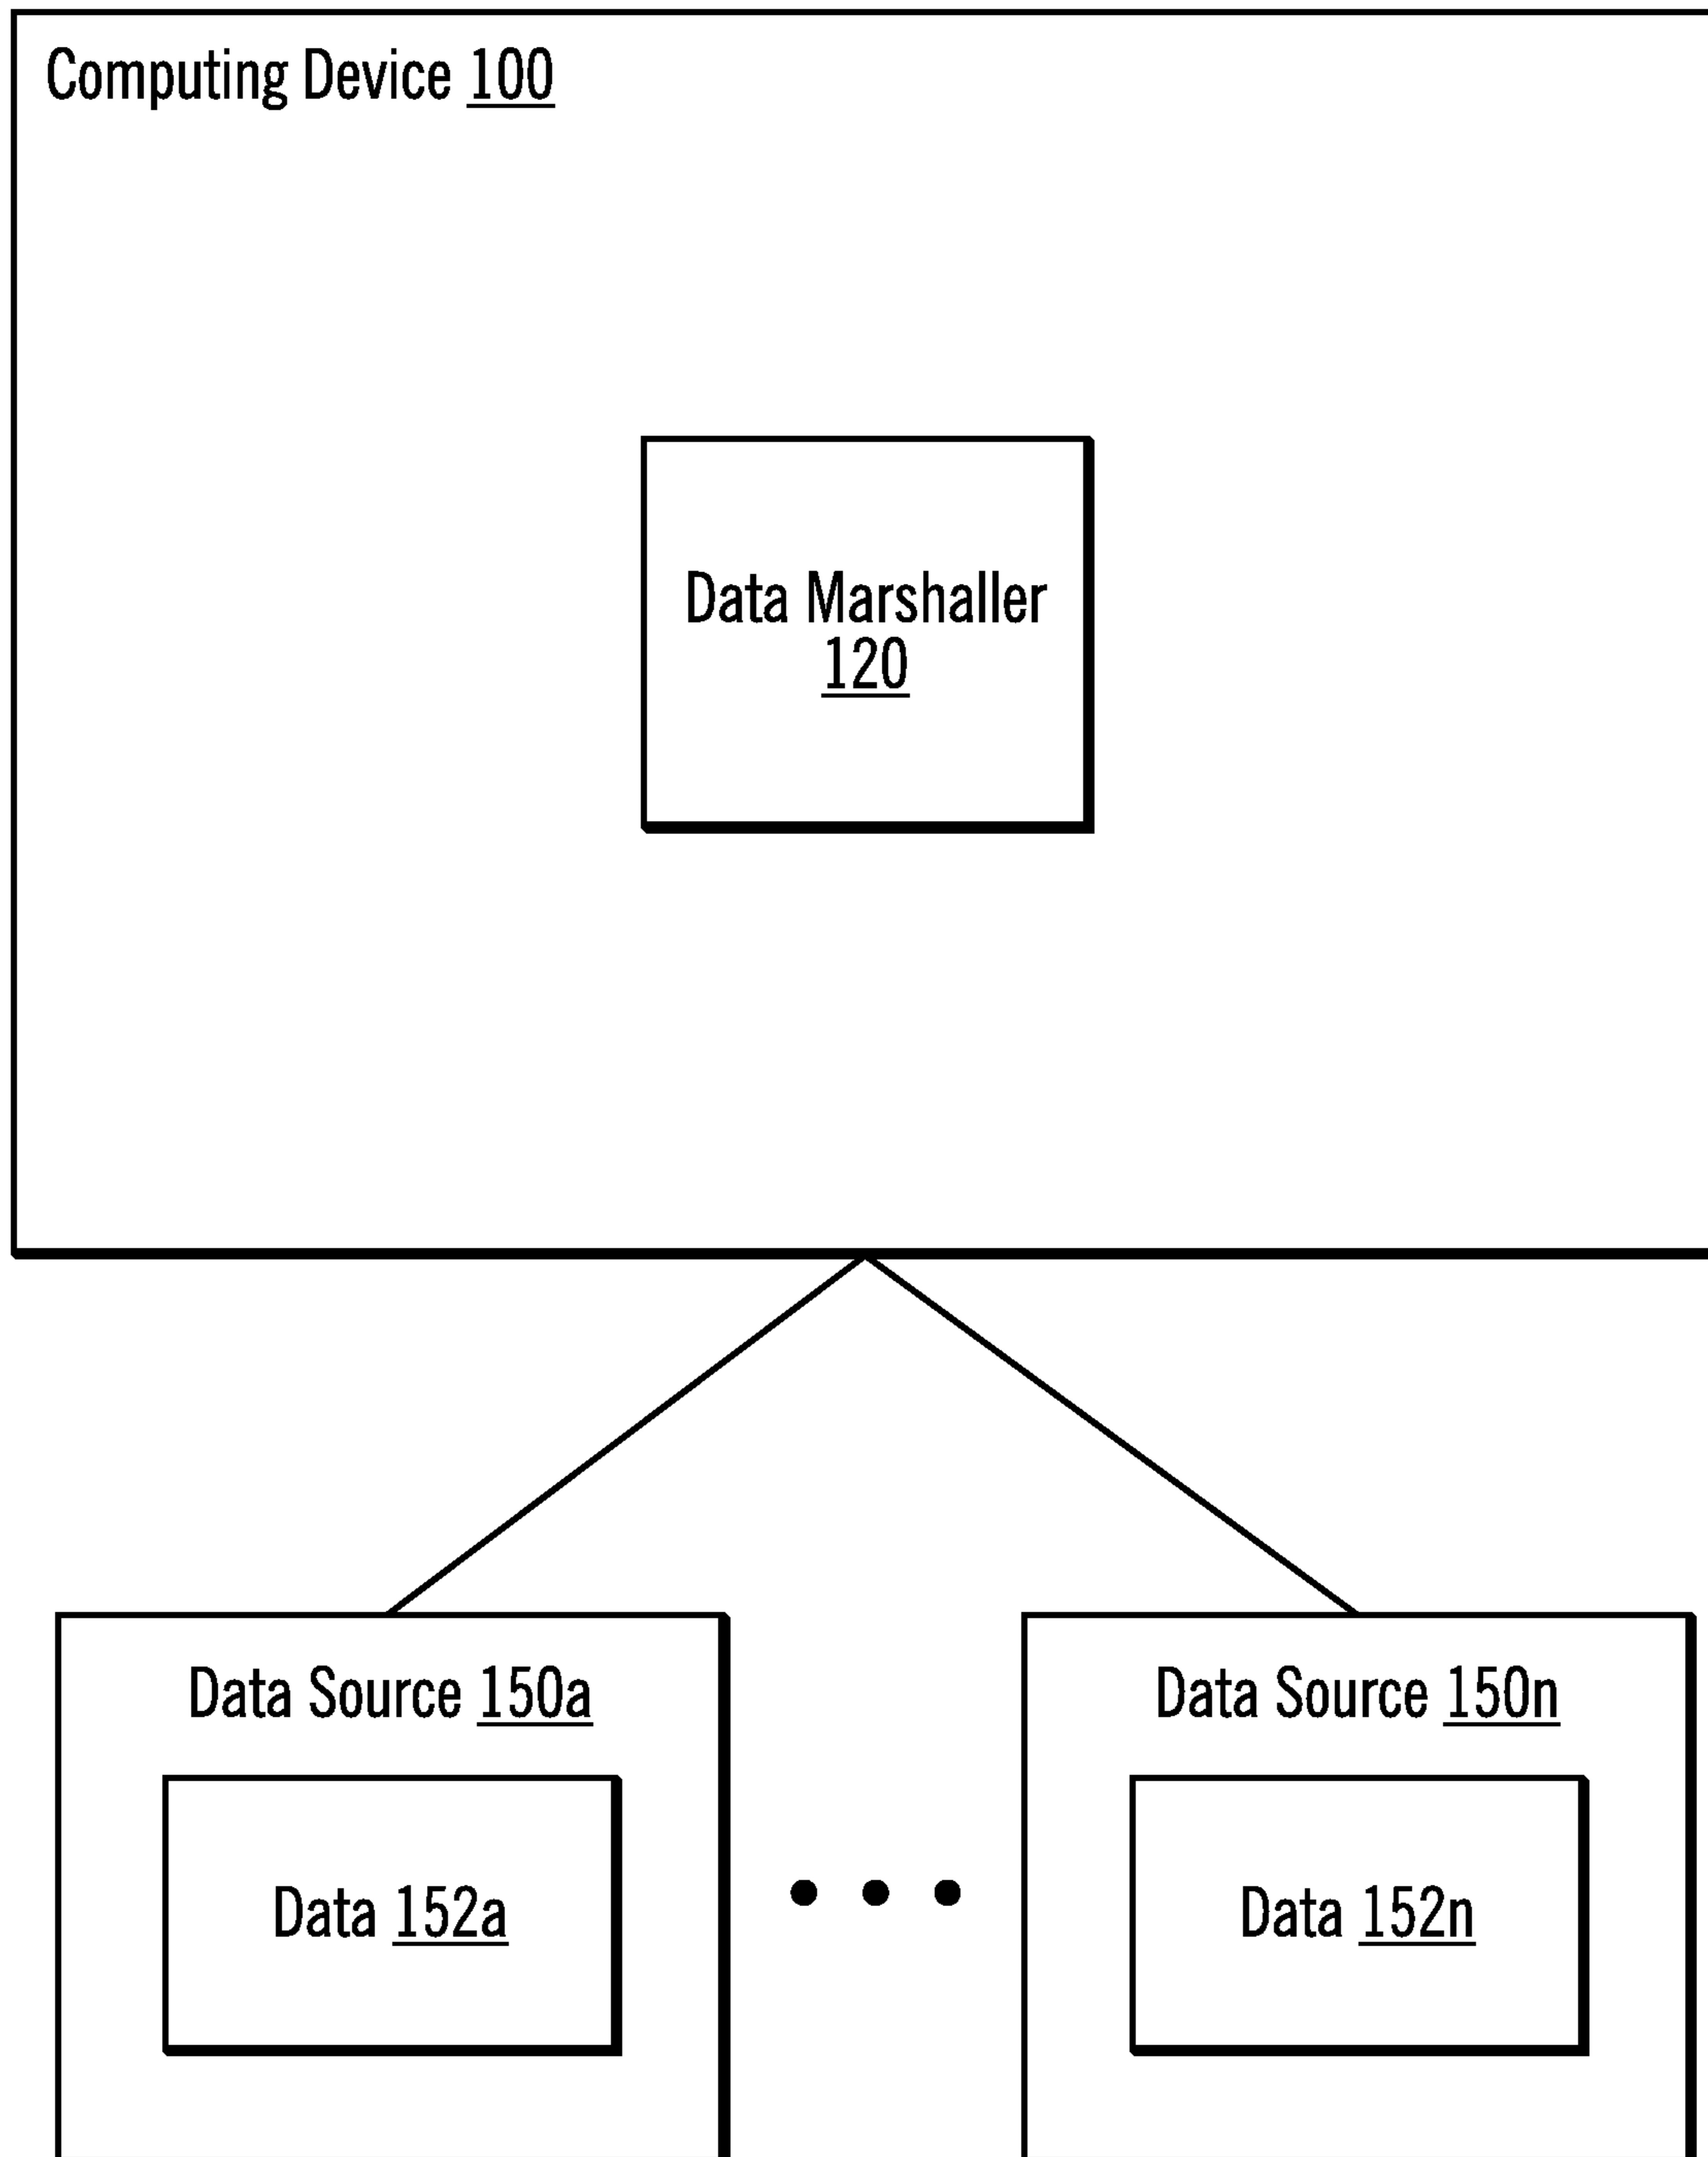 Computing Device 100
Data Marshaller
120
Data Source 150a
Data Source 150n
Data 152a
Data 152n